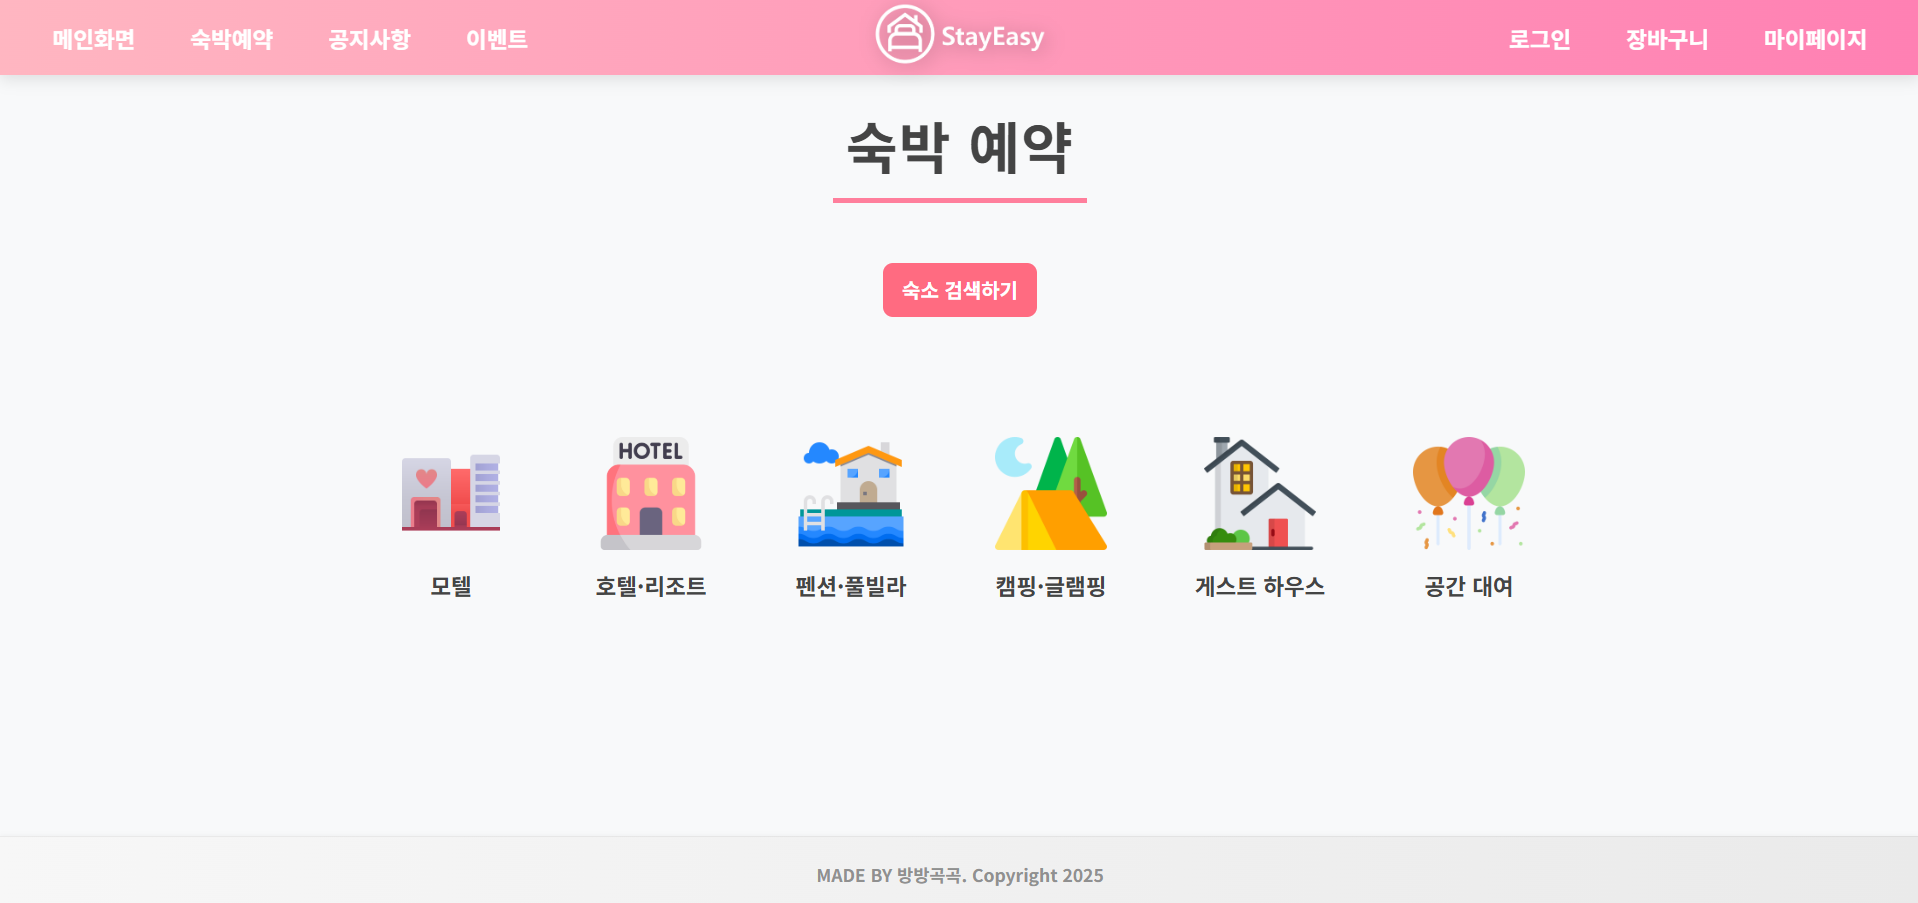 메인화면 숙박예약 공지사항 이벤트 StayEasy 로그인 장바구니 마이페이지
숙박 예약
숙소 검색하기
HOTEL
모텔 호텔·리조트 펜션·풀빌라 캠핑·글램핑 게스트 하우스 공간 대여
MADE BY 방방곡곡. Copyright 2025